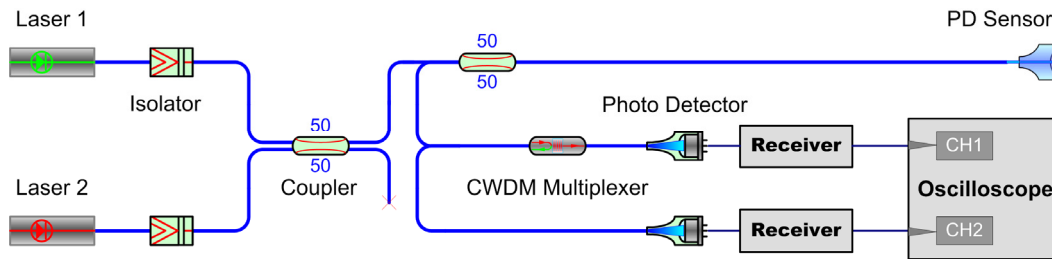 Laser 1
50
PD Sensor
50
Isolator
Photo Detector
50
Receiver
CH1
50
Laser 2
Coupler
CWDM Multiplexer
Oscilloscope
Receiver
CH2